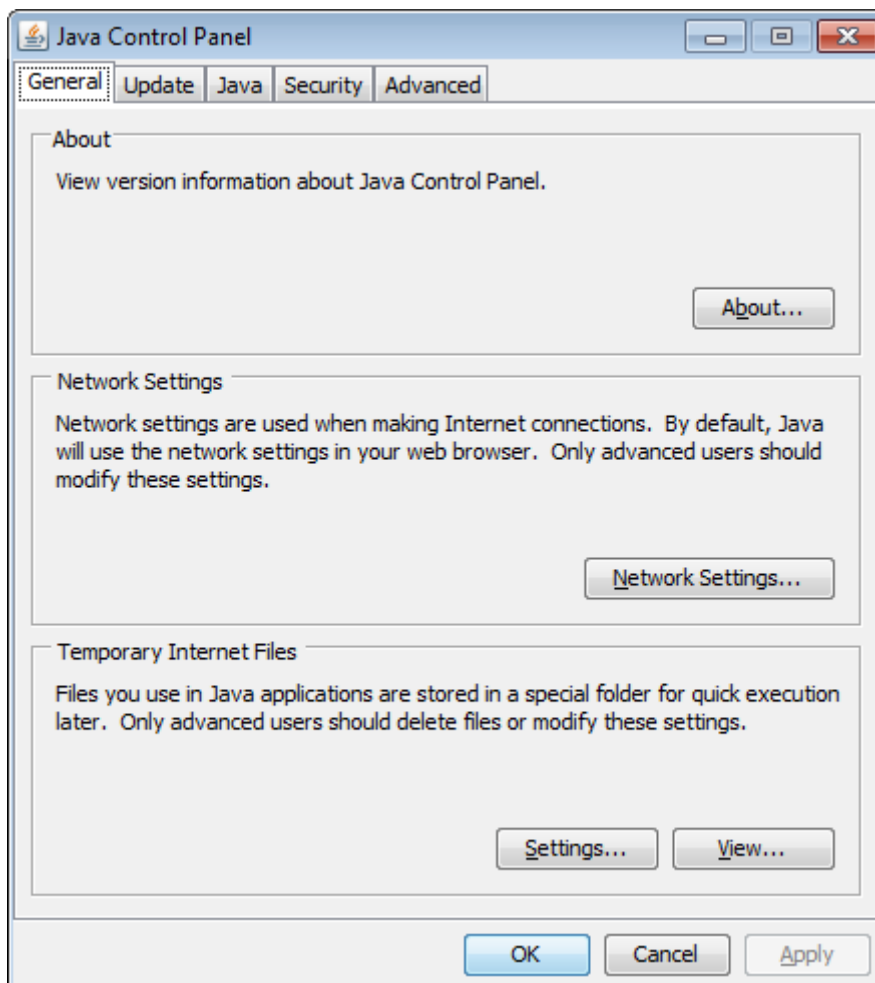 Java Control Panel
General Update Java Security Advanced
About
View version information about Java Control Panel.
About...
Network Settings
Network settings are used when making Internet connections.  By default, Java
will use the network settings in your web browser.  Only advanced users should
modify these settings.
Network Settings...
Temporary Internet Files
Files you use in Java applications are stored in a special folder for quick execution
later.  Only advanced users should delete files or modify these settings.
Settings... View...
OK Cancel Apply